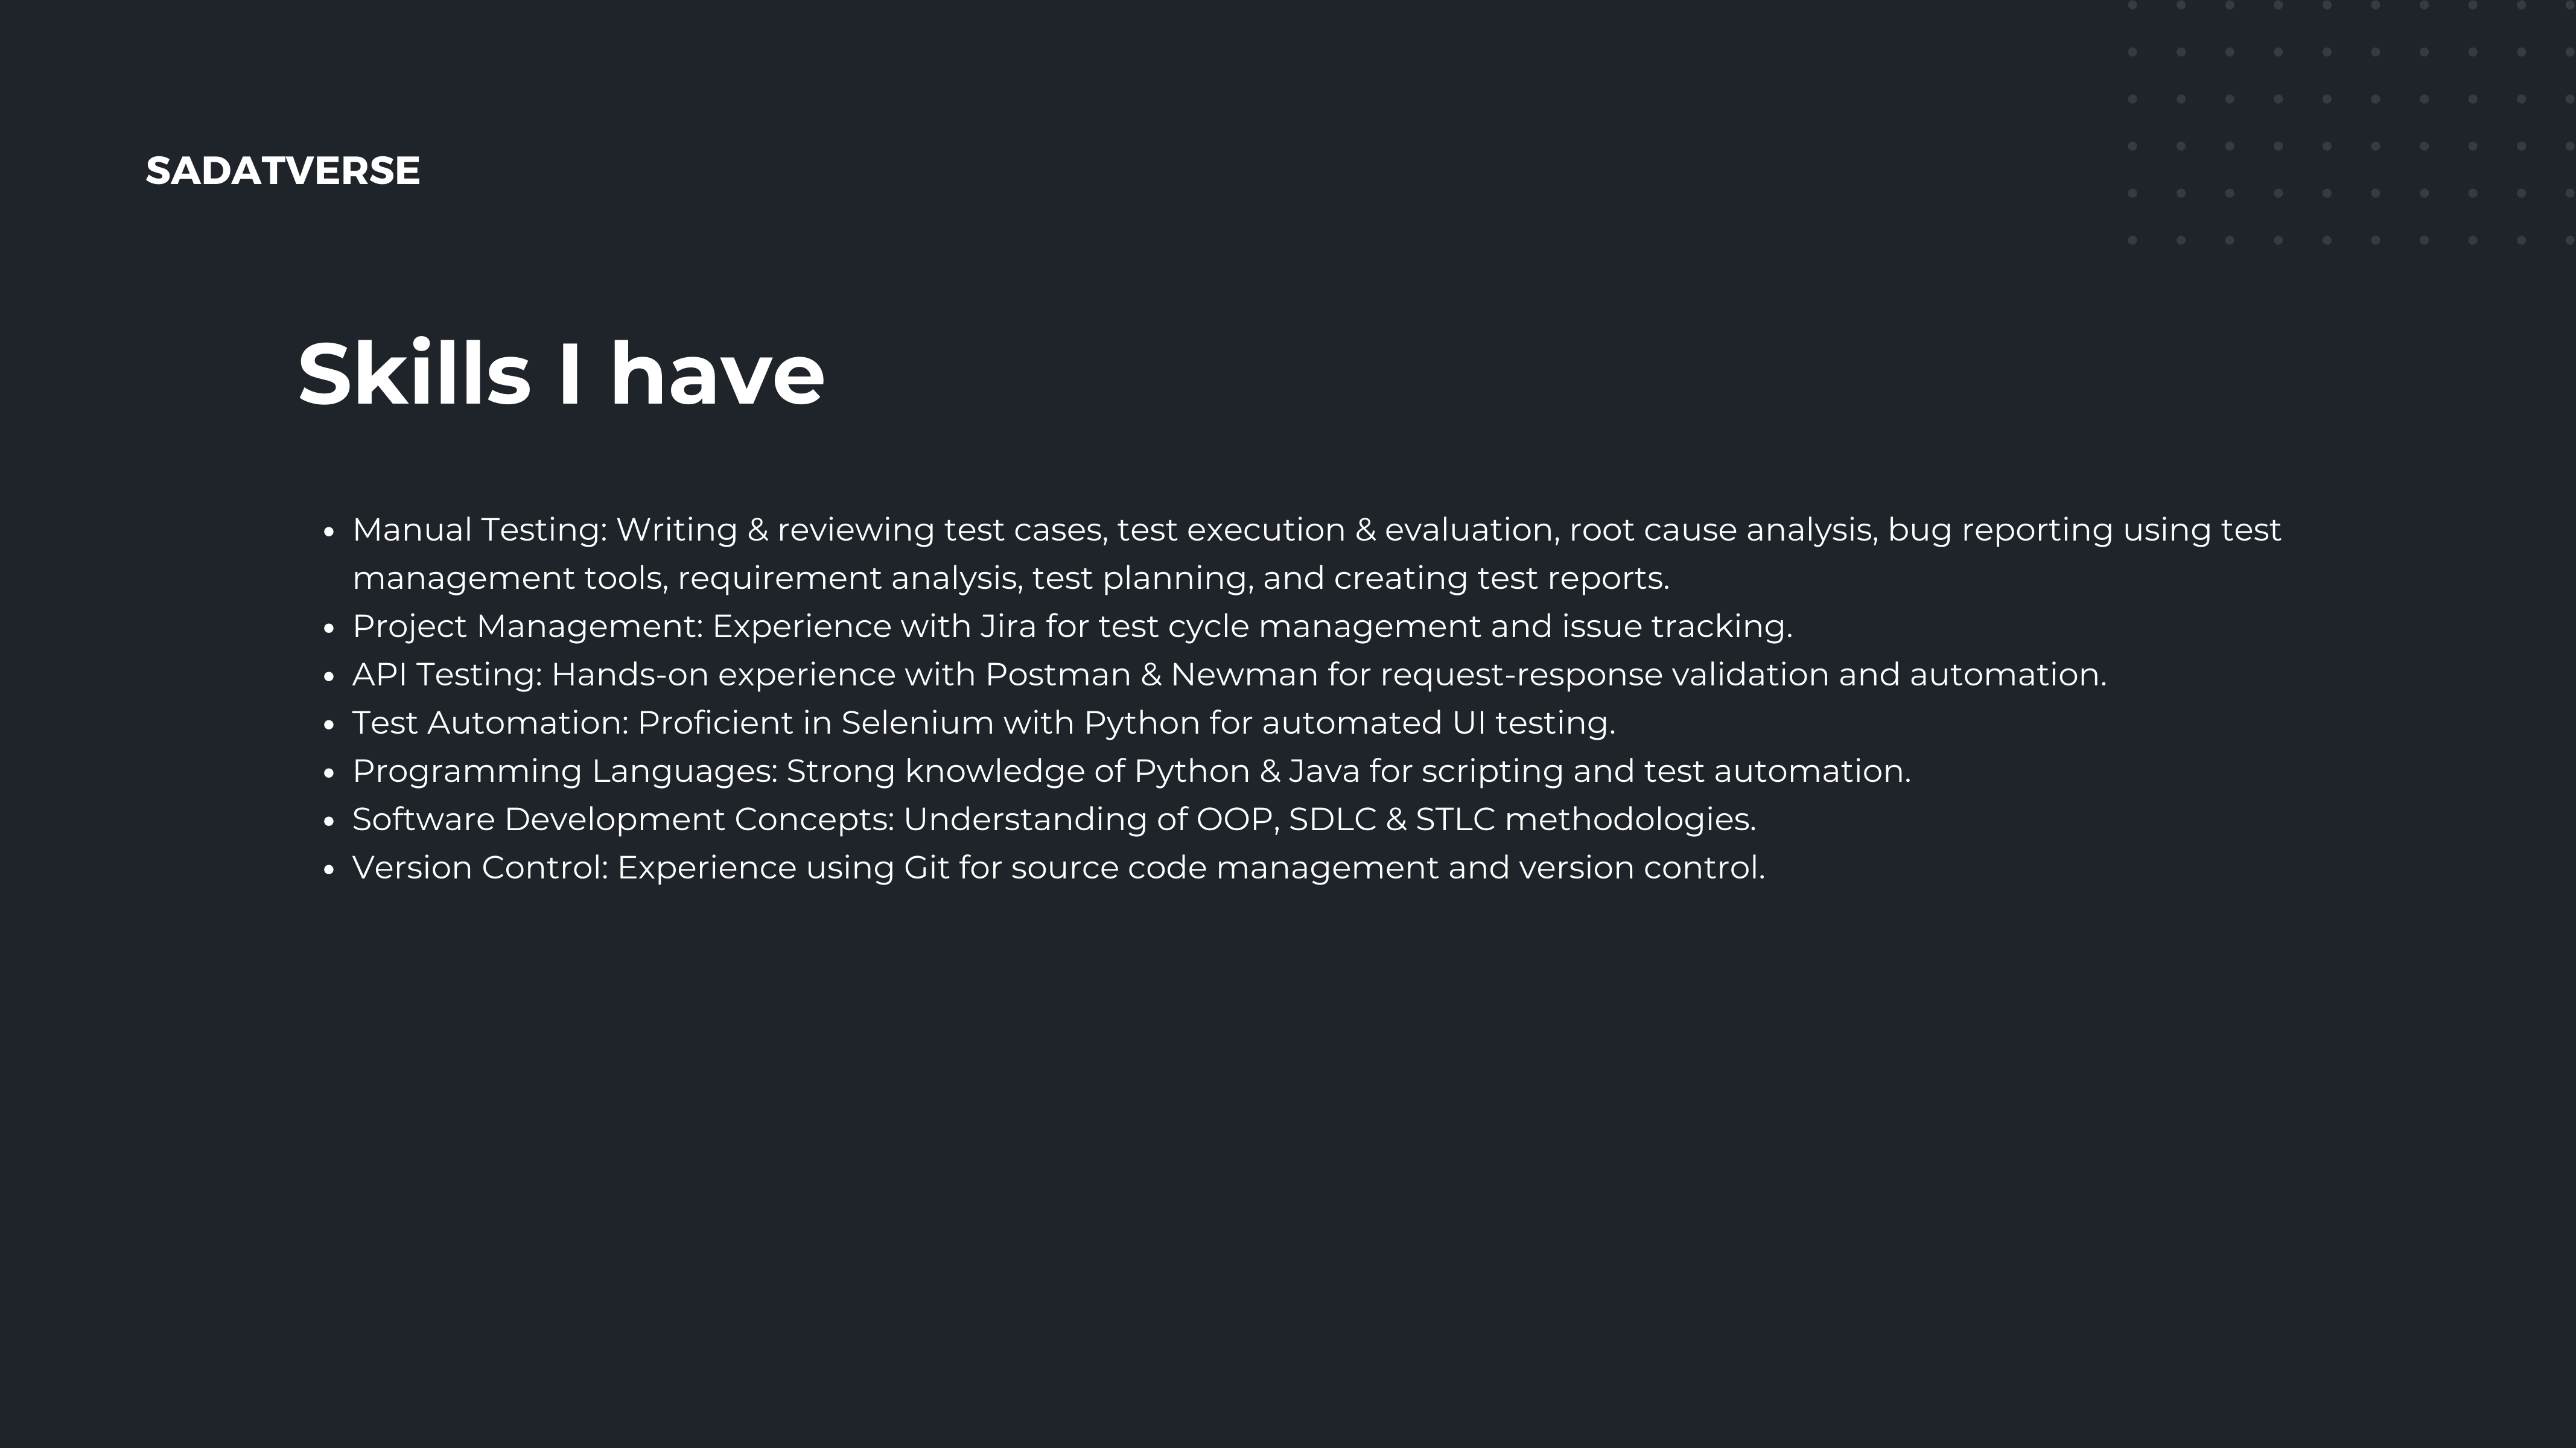 SADATVERSE
Skills I have
• Manual Testing: Writing & reviewing test cases, test execution & evaluation, root cause analysis, bug reporting using test
management tools, requirement analysis, test planning, and creating test reports.
• Project Management: Experience with Jira for test cycle management and issue tracking.
• API Testing: Hands-on experience with Postman & Newman for request-response validation and automation.
• Test Automation: Proficient in Selenium with Python for automated UI testing.
• Programming Languages: Strong knowledge of Python & Java for scripting and test automation.
• Software Development Concepts: Understanding of OOP, SDLC & STLC methodologies.
• Version Control: Experience using Git for source code management and version control.